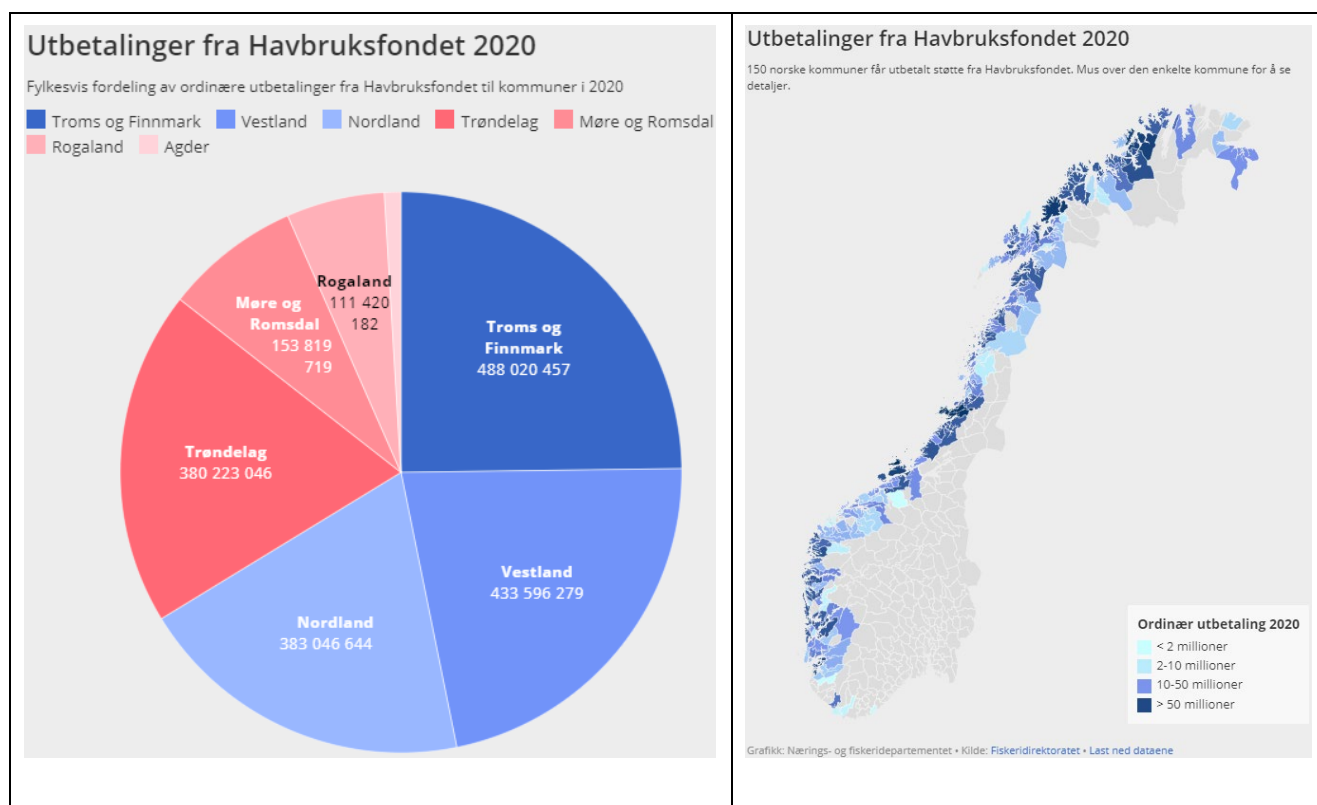 Utbetalinger fra Havbruksfondet 2020
Fylkesvis fordeling av ordinære utbetalinger fra Havbruksfondet til kommuner i 2020
Troms og Finnmark Vestland Nordland Trøndelag Møre og Romsdal
Rogaland Agder
Rogaland
111 420
182
Møre og
Romsdal
153 819
719
Troms og
Finnmark
488 020 457
Trøndelag
380 223 046
Vestland
433 596 279
Nordland
383 046 644
Utbetalinger fra Havbruksfondet 2020
150 norske kommuner får utbetalt støtte fra Havbruksfondet. Mus over den enkelte kommune for å se
detaljer.
Ordinær utbetaling 2020
< 2 millioner
2-10 millioner
10-50 millioner
> 50 millioner
Grafikk: Nærings- og fiskeridepartementet • Kilde: Fiskeridirektoratet • Last ned dataene